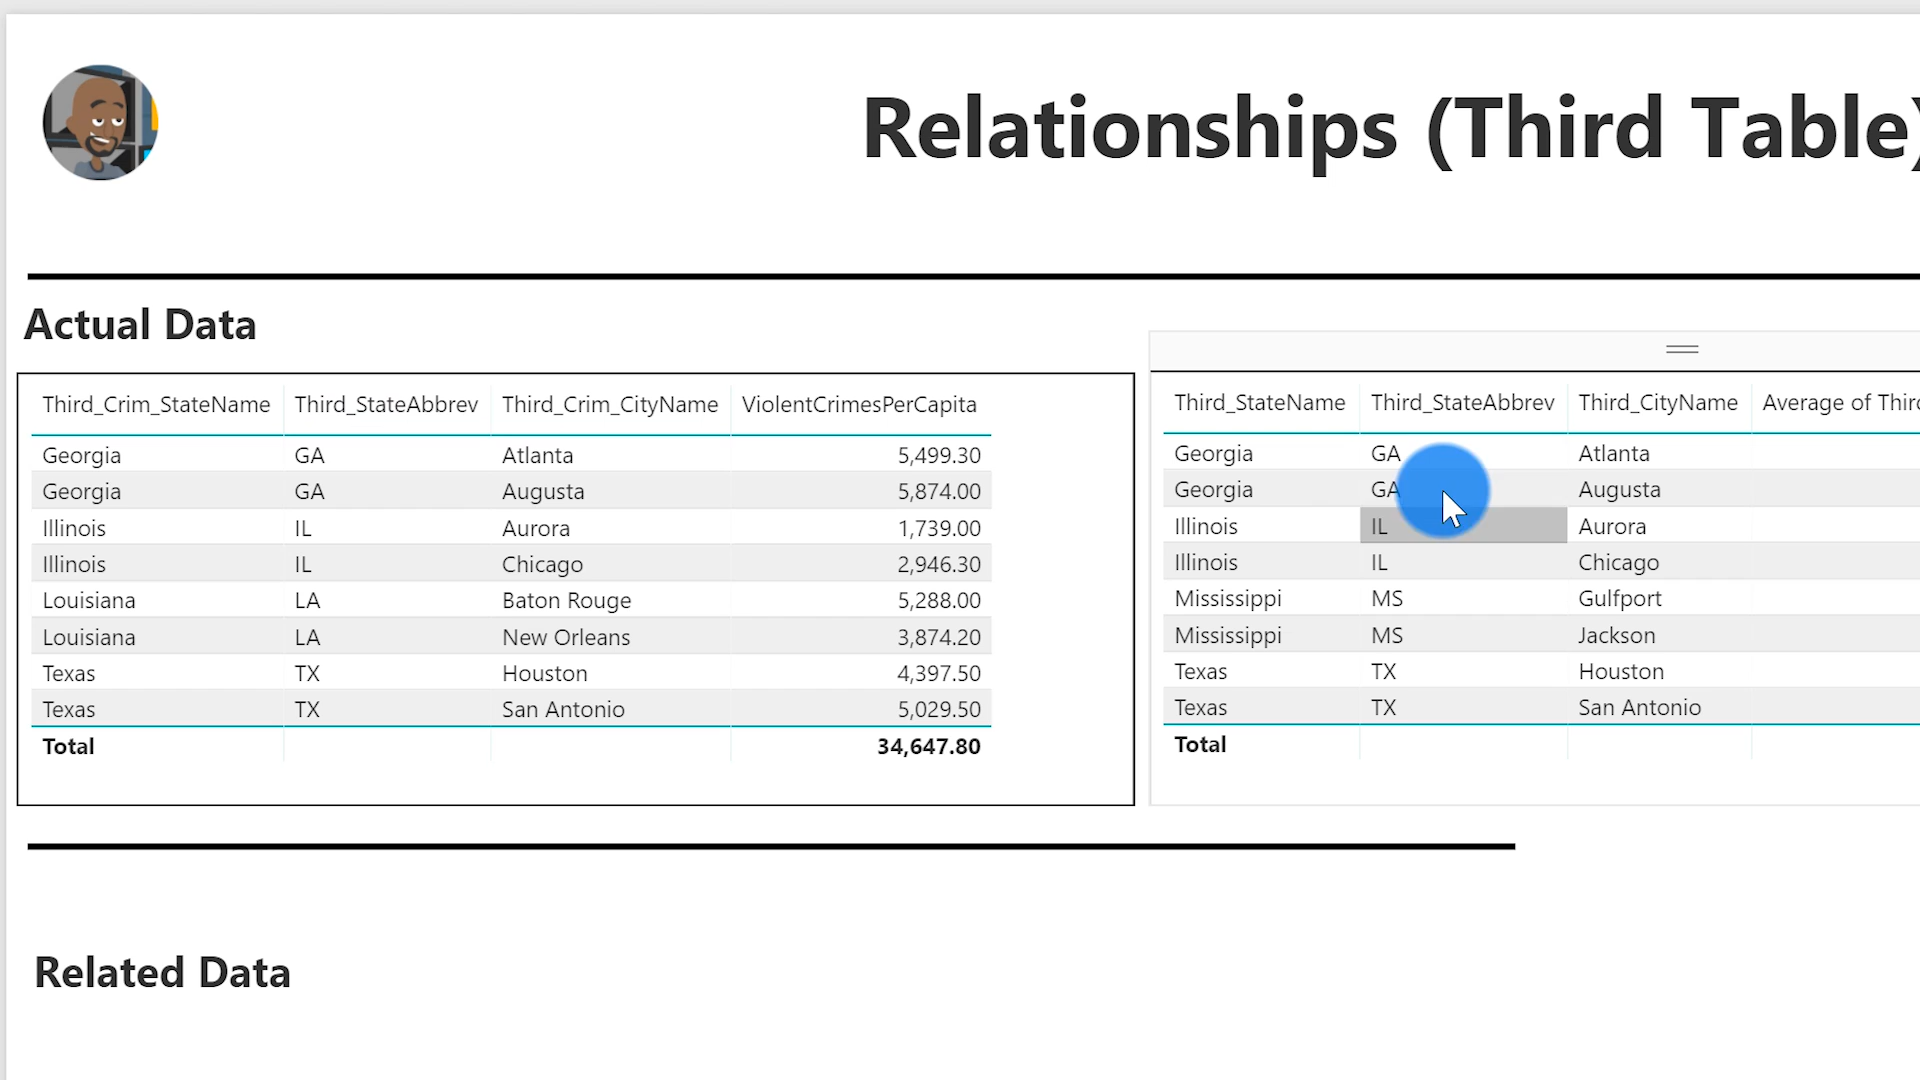 Relationships (Third Table)
Actual Data
Third_Crim_StateName Third_StateAbbrev Third_Crim_CityName ViolentCrimesPerCapita
Georgia GA Atlanta 5,499.30
Georgia GA Augusta 5,874.00
Illinois IL Aurora 1,739.00
Illinois IL Chicago 2,946.30
Louisiana LA Baton Rouge 5,288.00
Louisiana LA New Orleans 3,874.20
Texas TX Houston 4,397.50
Texas TX San Antonio 5,029.50
Total 34,647.80
Third_StateName Third_StateAbbrev Third_CityName Average of
Georgia GA Atlanta
Georgia GA Augusta
Illinois IL Aurora
Illinois IL Chicago
Mississippi MS Gulfport
Mississippi MS Jackson
Texas TX Houston
Texas TX San Antonio
Total
Related Data